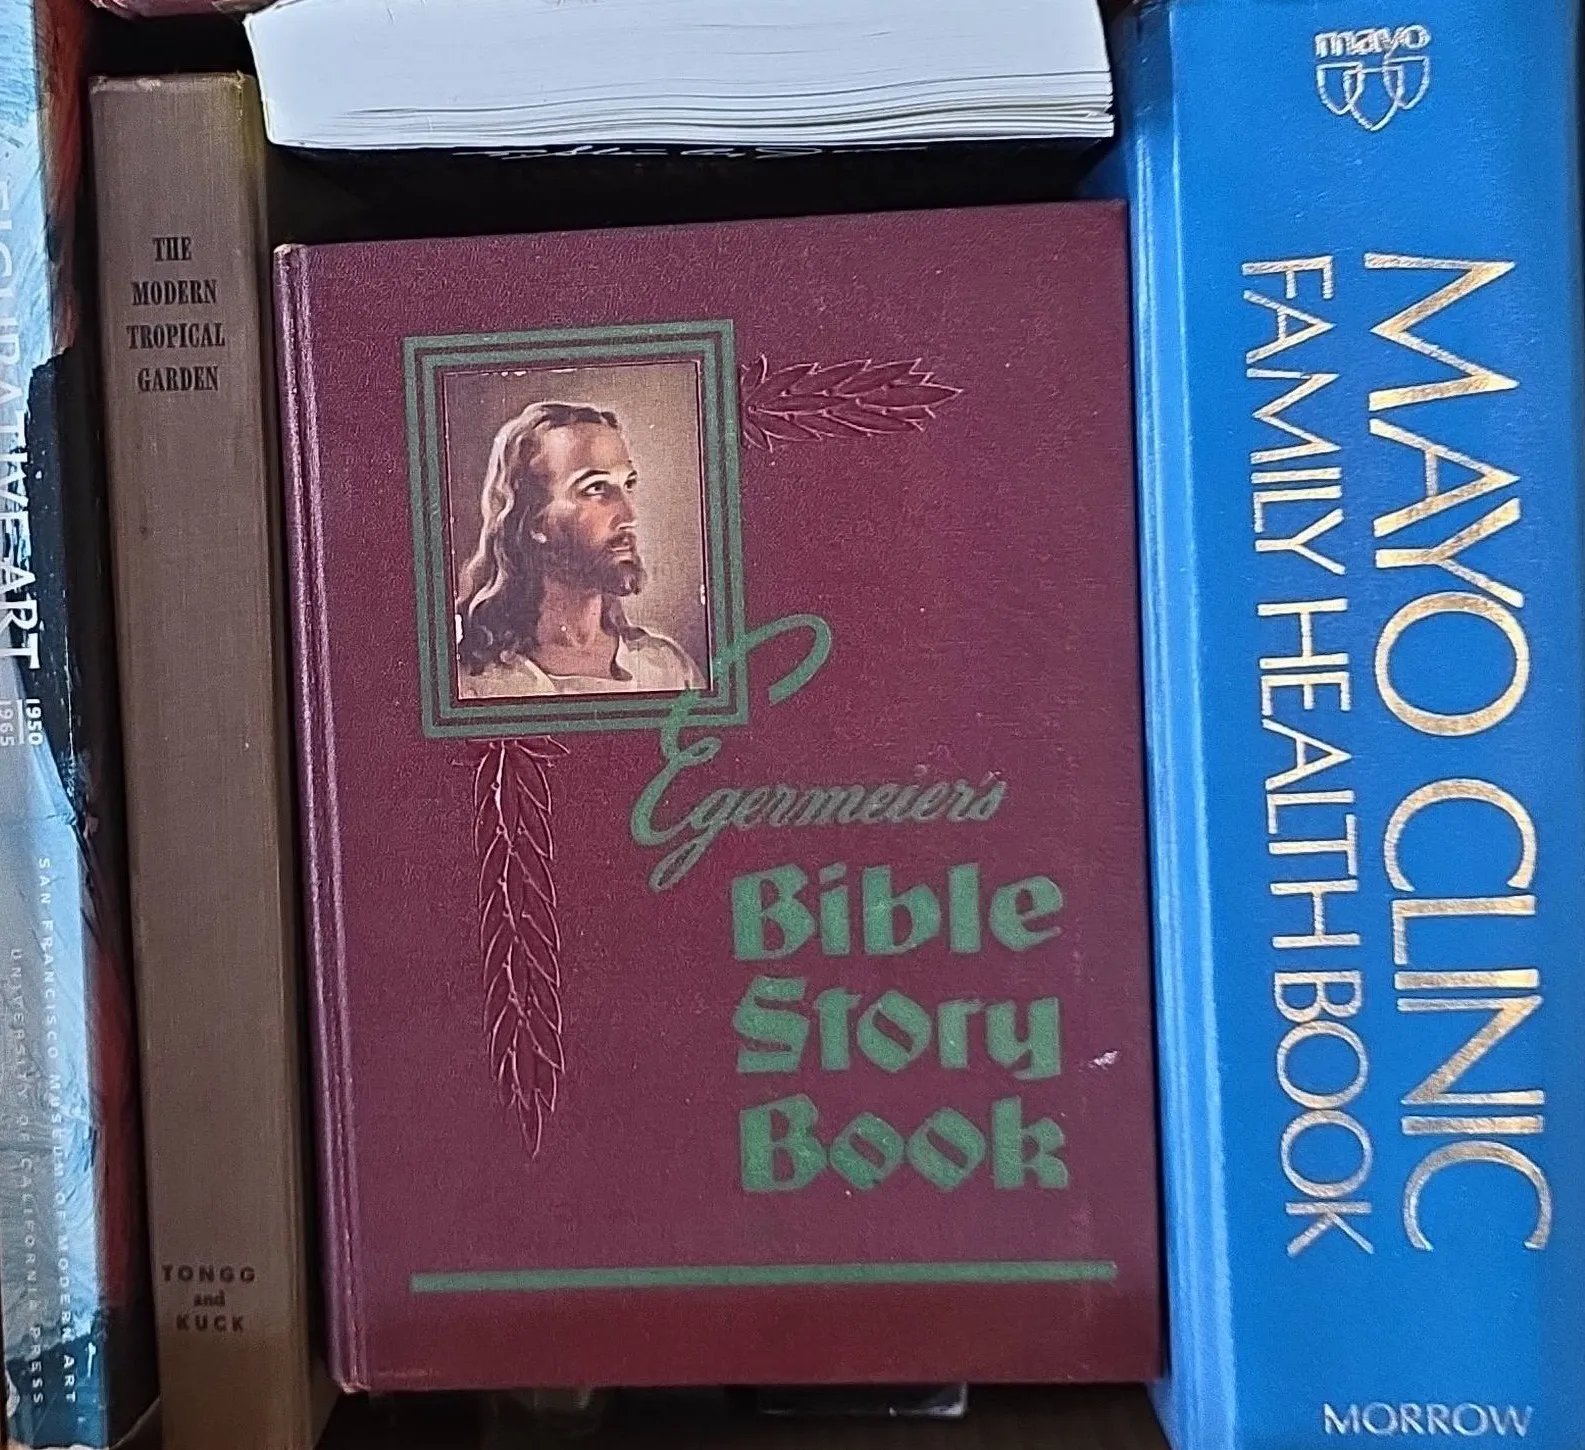 FIGURATIVE ART 1950
1965
SAN FRANCISCO MUSEUM OF MODERN ART
UNIVERSITY OF CALIFORNIA PRESS
THE
MODERN
TROPICAL
GARDEN
TONGG
and
KUCK
Egermeier's
Bible
Story
Book
mayo
MAYO CLINIC
FAMILY HEALTH BOOK
MORROW